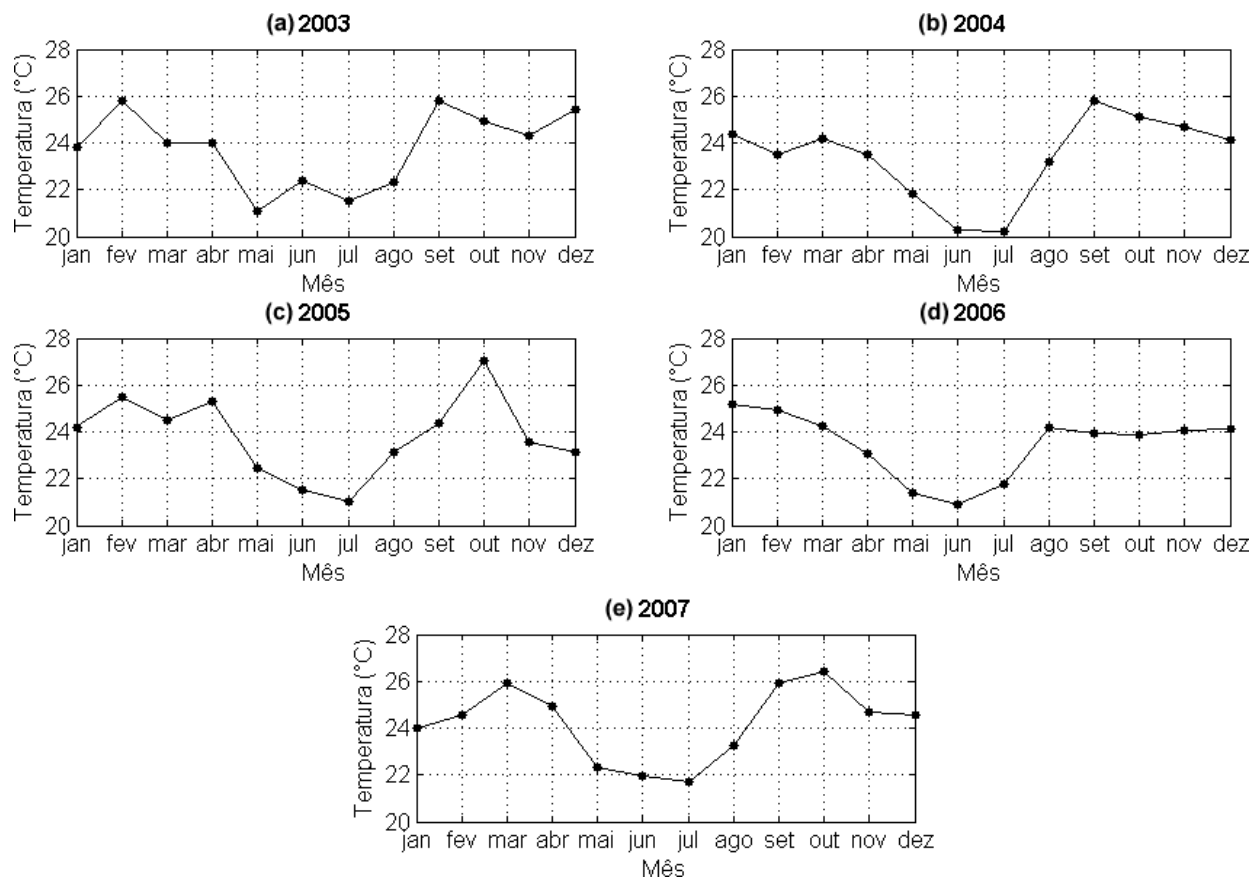 (a) 2003
Temperatura (°C)
28
26
24
22
20
jan fev mar abr mai jun jul ago set out nov dez
Mês
(b) 2004
Temperatura (°C)
28
26
24
22
20
jan fev mar abr mai jun jul ago set out nov dez
Mês
(c) 2005
Temperatura (°C)
28
26
24
22
20
jan fev mar abr mai jun jul ago set out nov dez
Mês
(d) 2006
Temperatura (°C)
28
26
24
22
20
jan fev mar abr mai jun jul ago set out nov dez
Mês
(e) 2007
Temperatura (°C)
28
26
24
22
20
jan fev mar abr mai jun jul ago set out nov dez
Mês